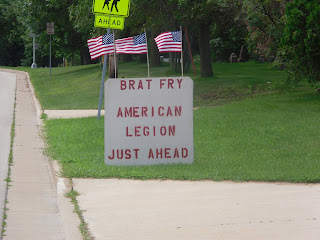 AHEAD
BRAT FRY
AMERICAN
LEGION
JUST AHEAD